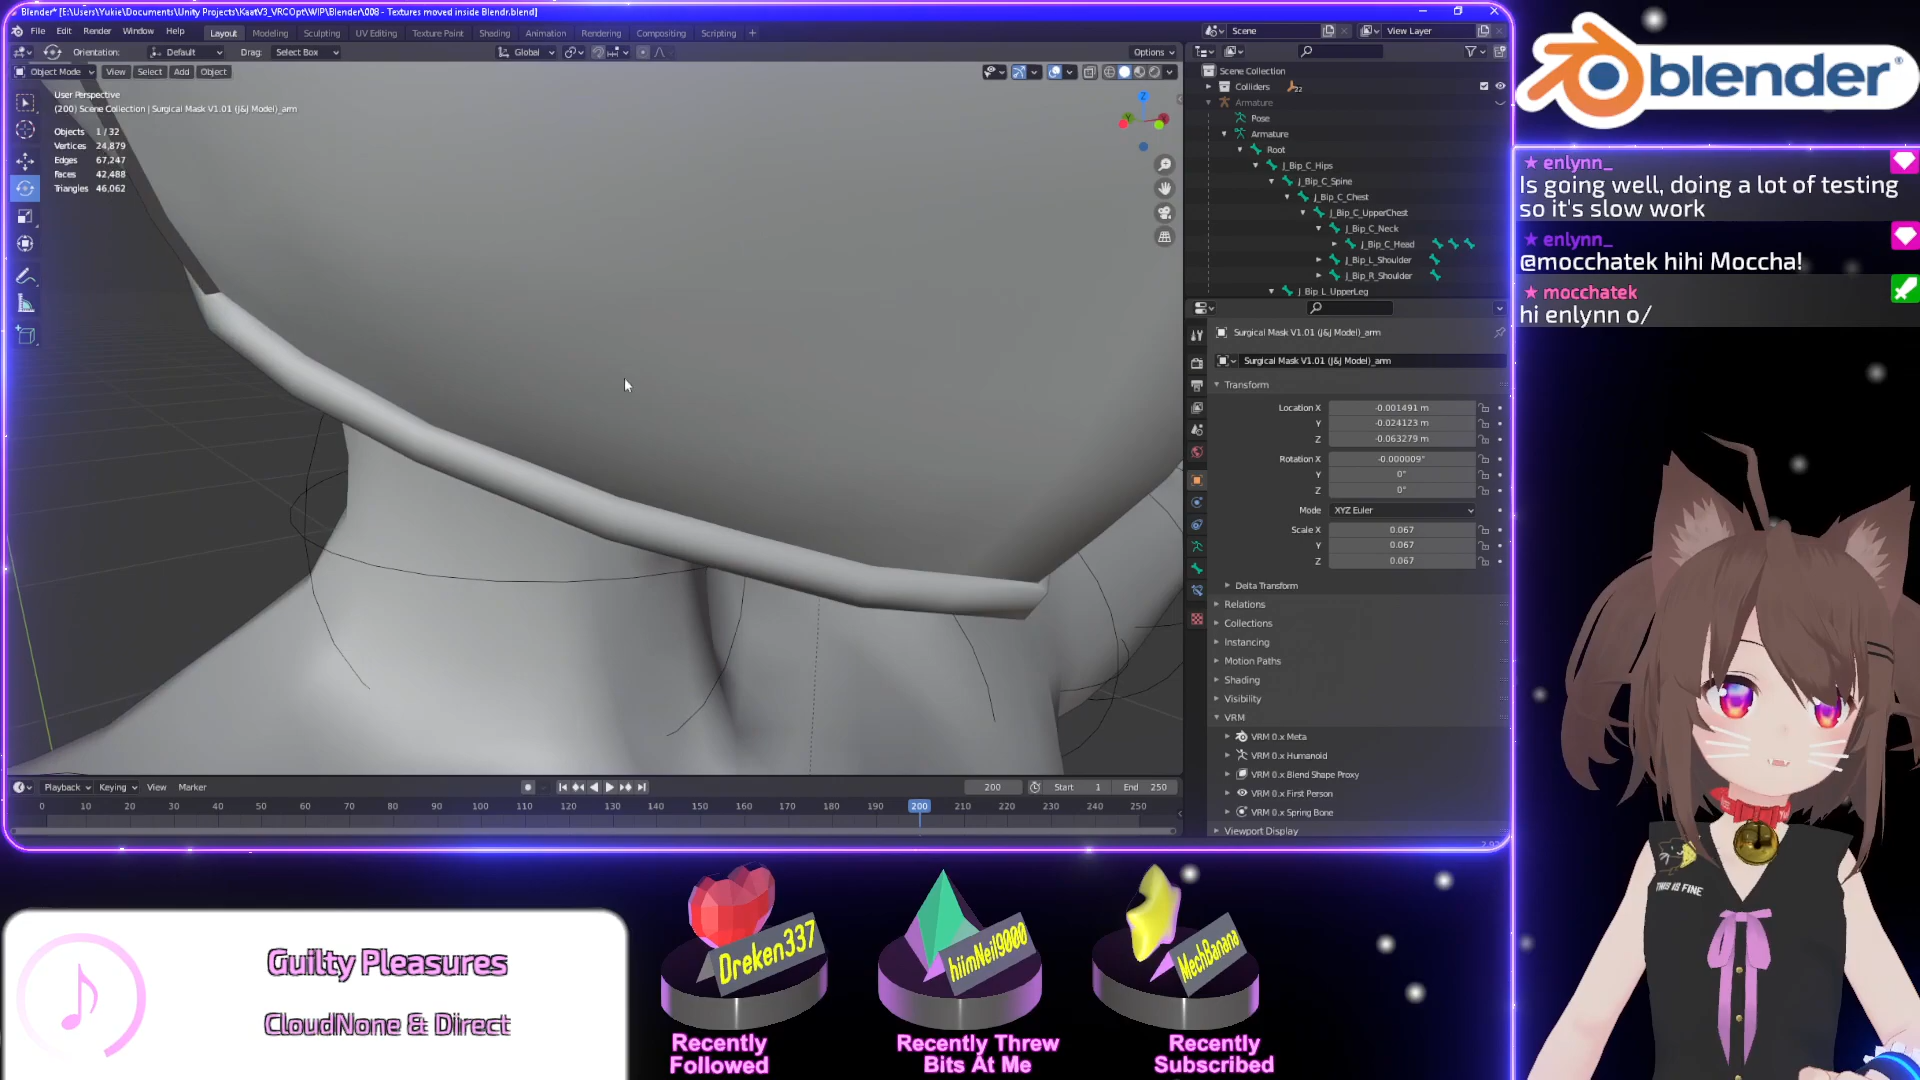 Blender* [E:\Users\Yukie\Documents\Unity Projects\KaatV3_VRCOpt\WIP\Blender\008 - Textures moved inside Blendr.blend]
File Edit Render Window Help Layout Modeling Sculpting UV Editing Texture Paint Shading Animation Rendering Compositing Scripting + Scene View Layer
Orientation: Default Drag: Select Box Global Options
Object Mode View Select Add Object
User Perspective
(200) Scene Collection | Surgical Mask V1.01 (J&J Model)_arm
Objects 1 / 32
Vertices 24,879
Edges 67,247
Faces 42,488
Triangles 46,062
Z
Scene Collection
Colliders 22
Armature
Pose
Armature
Root
J_Bip_C_Hips
J_Bip_C_Spine
J_Bip_C_Chest
J_Bip_C_UpperChest
J_Bip_C_Neck
J_Bip_C_Head
J_Bip_L_Shoulder
J_Bip_R_Shoulder
J_Bip_L_UpperLeg
Surgical Mask V1.01 (J&J Model)_arm
Surgical Mask V1.01 (J&J Model)_arm
Transform
Location X -0.001491 m
Y -0.024123 m
Z -0.063279 m
Rotation X -0.000009°
Y 0°
Z 0°
Mode XYZ Euler
Scale X 0.067
Y 0.067
Z 0.067
Delta Transform
Relations
Collections
Instancing
Motion Paths
Shading
Visibility
VRM
VRM 0.x Meta
VRM 0.x Humanoid
VRM 0.x Blend Shape Proxy
VRM 0.x First Person
VRM 0.x Spring Bone
Viewport Display
Playback Keying View Marker 200 Start 1 End 250
0 10 20 30 40 50 60 70 80 90 100 110 120 130 140 150 160 170 180 190 200 210 220 230 240 250
blender®
enlynn_
Is going well, doing a lot of testing
so it's slow work
enlynn_
@mocchatek hihi Moccha!
mocchatek
hi enlynn o/
THIS IS FINE
Guilty Pleasures
CloudNone & Direct
Dreken337
Recently
Followed
hiimNeil9000
Recently Threw
Bits At Me
MechBanana
Recently
Subscribed